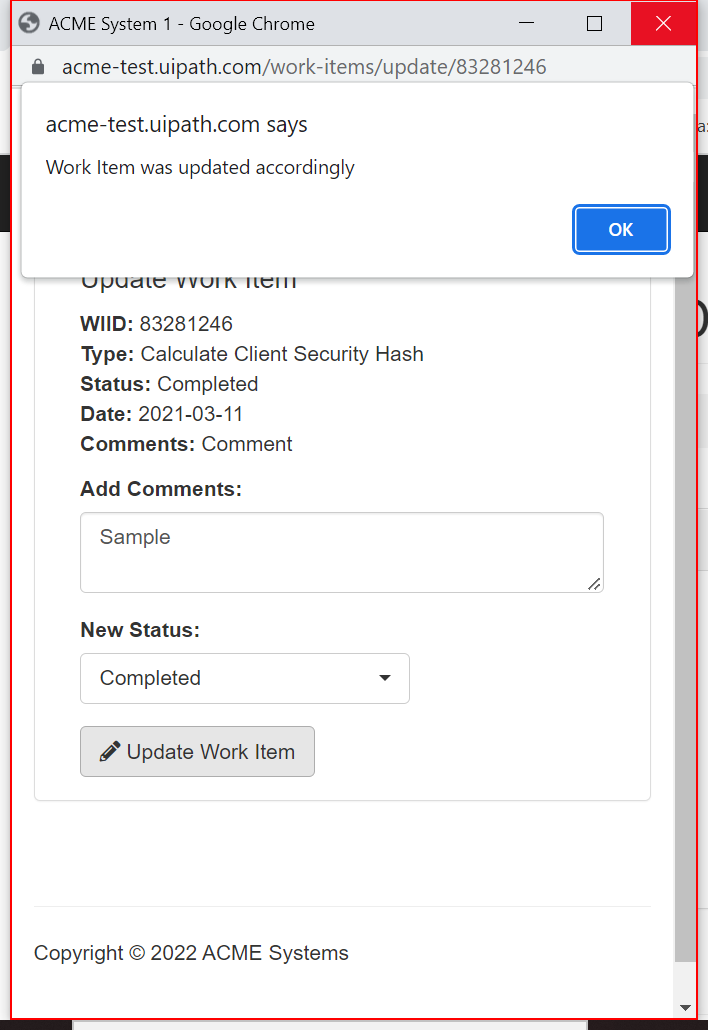 ACME System 1 - Google Chrome
acme-test.uipath.com/work-items/update/83281246
acme-test.uipath.com says
Work Item was updated accordingly
OK
Update Work Item
WIID: 83281246
Type: Calculate Client Security Hash
Status: Completed
Date: 2021-03-11
Comments: Comment
Add Comments:
Sample
New Status:
Completed
Update Work Item
Copyright © 2022 ACME Systems